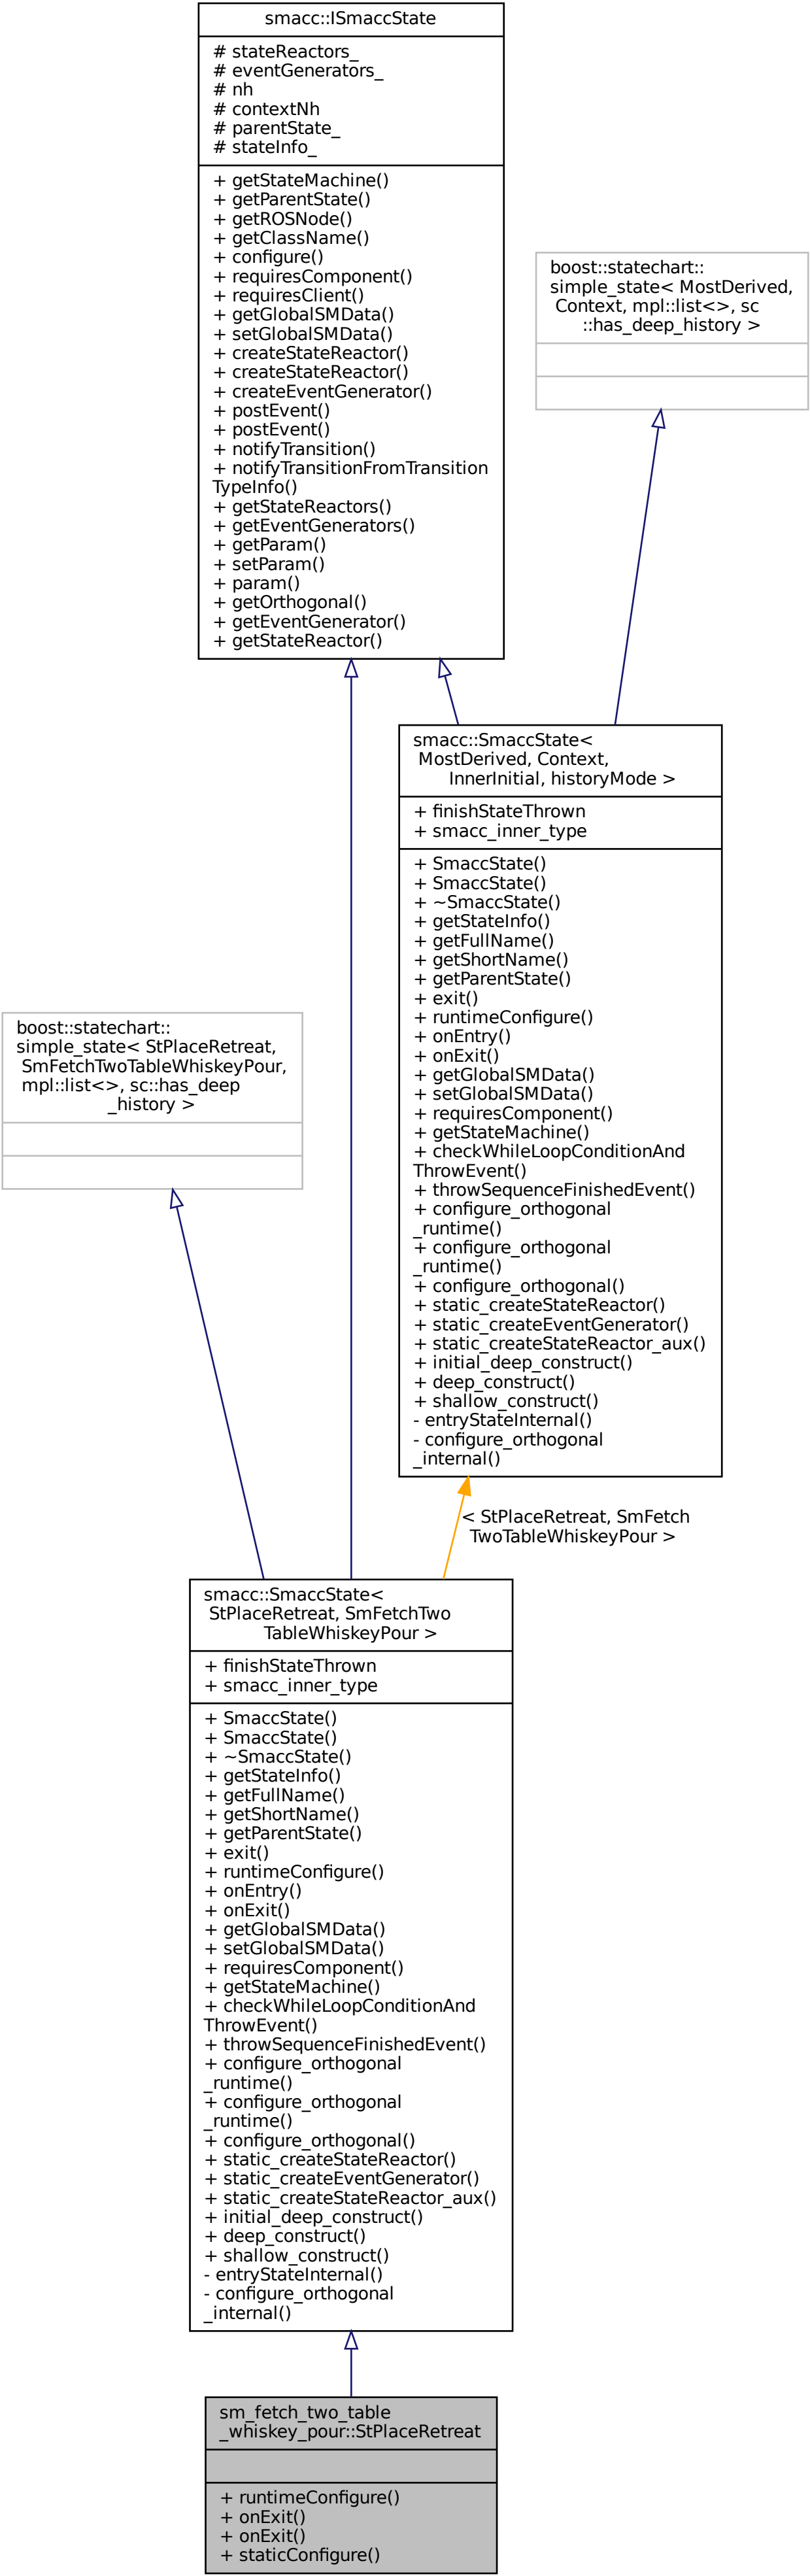 smacc::ISmaccState
# stateReactors_
# eventGenerators_
# nh
# contextNh
# parentState_
# stateInfo_
+ getStateMachine()
+ getParentState()
+ getROSNode()
+ getClassName()
+ configure()
+ requiresComponent()
+ requiresClient()
+ getGlobalSMData()
+ setGlobalSMData()
+ createStateReactor()
+ createStateReactor()
+ createEventGenerator()
+ postEvent()
+ postEvent()
+ notifyTransition()
+ notifyTransitionFromTransition
TypeInfo()
+ getStateReactors()
+ getEventGenerators()
+ getParam()
+ setParam()
+ param()
+ getOrthogonal()
+ getEventGenerator()
+ getStateReactor()
boost::statechart::
simple_state< MostDerived,
Context, mpl::list<>, sc
::has_deep_history >
smacc::SmaccState<
MostDerived, Context,
InnerInitial, historyMode >
+ finishStateThrown
+ smacc_inner_type
+ SmaccState()
+ SmaccState()
+ ~SmaccState()
+ getStateInfo()
+ getFullName()
+ getShortName()
+ getParentState()
+ exit()
+ runtimeConfigure()
+ onEntry()
+ onExit()
+ getGlobalSMData()
+ setGlobalSMData()
+ requiresComponent()
+ getStateMachine()
+ checkWhileLoopConditionAnd
ThrowEvent()
+ throwSequenceFinishedEvent()
+ configure_orthogonal
_runtime()
+ configure_orthogonal
_runtime()
+ configure_orthogonal()
+ static_createStateReactor()
+ static_createEventGenerator()
+ static_createStateReactor_aux()
+ initial_deep_construct()
+ deep_construct()
+ shallow_construct()
- entryStateInternal()
- configure_orthogonal
_internal()
boost::statechart::
simple_state< StPlaceRetreat,
SmFetchTwoTableWhiskeyPour,
mpl::list<>, sc::has_deep
_history >
< StPlaceRetreat, SmFetch
TwoTableWhiskeyPour >
smacc::SmaccState<
StPlaceRetreat, SmFetchTwo
TableWhiskeyPour >
+ finishStateThrown
+ smacc_inner_type
+ SmaccState()
+ SmaccState()
+ ~SmaccState()
+ getStateInfo()
+ getFullName()
+ getShortName()
+ getParentState()
+ exit()
+ runtimeConfigure()
+ onEntry()
+ onExit()
+ getGlobalSMData()
+ setGlobalSMData()
+ requiresComponent()
+ getStateMachine()
+ checkWhileLoopConditionAnd
ThrowEvent()
+ throwSequenceFinishedEvent()
+ configure_orthogonal
_runtime()
+ configure_orthogonal
_runtime()
+ configure_orthogonal()
+ static_createStateReactor()
+ static_createEventGenerator()
+ static_createStateReactor_aux()
+ initial_deep_construct()
+ deep_construct()
+ shallow_construct()
- entryStateInternal()
- configure_orthogonal
_internal()
sm_fetch_two_table
_whiskey_pour::StPlaceRetreat
+ runtimeConfigure()
+ onExit()
+ onExit()
+ staticConfigure()